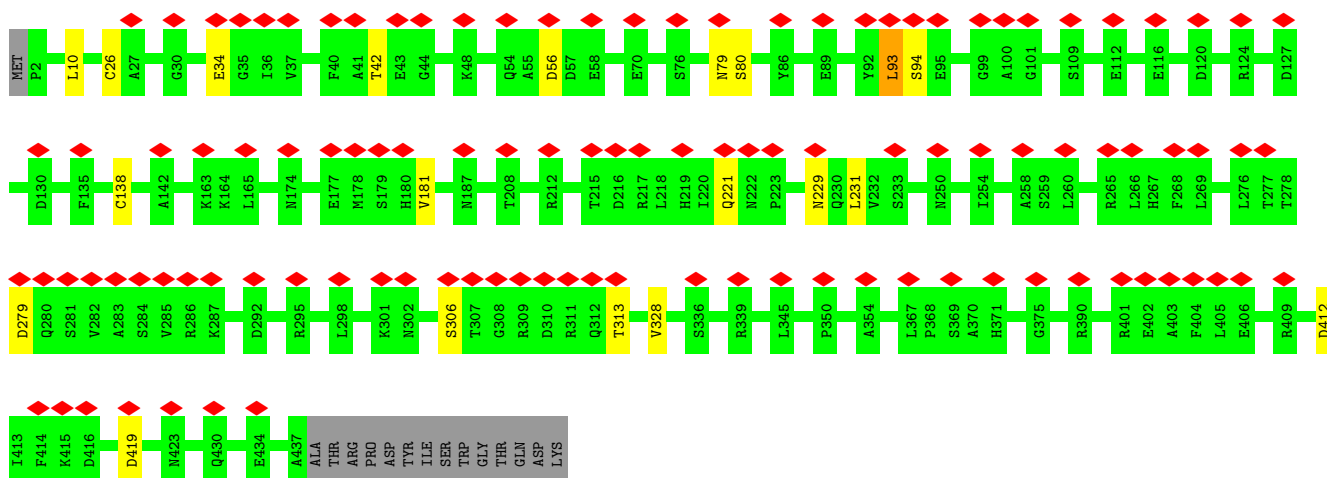 MET P2 L10 C26 A27 G30 E34 G35 I36 V37 F40 A41 T42 E43 G44 K48 Q54 A55 D56 D57 E58 E70 S76 N79 S80 Y86 E89 Y92 L93 S94 E95 G99 A100 G101 S109 E112 E116 D120 R124 D127
D130 F135 C138 A142 K163 K164 L165 N174 E177 M178 S179 H180 V181 N187 T208 R212 T215 D216 R217 L218 H219 I220 Q221 N222 P223 N229 Q230 L231 V232 S233 N250 I254 A258 S259 L260 R265 L266 H267 F268 L269 L276 T277 T278
D279 Q280 S281 V282 A283 S284 V285 R286 K287 D292 R295 L298 K301 N302 S306 T307 G308 R309 D310 R311 Q312 T313 V328 S336 R339 L345 P350 A354 L367 P368 S369 A370 H371 G375 R390 R401 E402 A403 F404 L405 E406 R409 D412
I413 F414 K415 D416 D419 N423 Q430 E434 A437 ALA THR ARG PRO ASP TYR ILE SER TRP GLY THR GLN ASP LYS